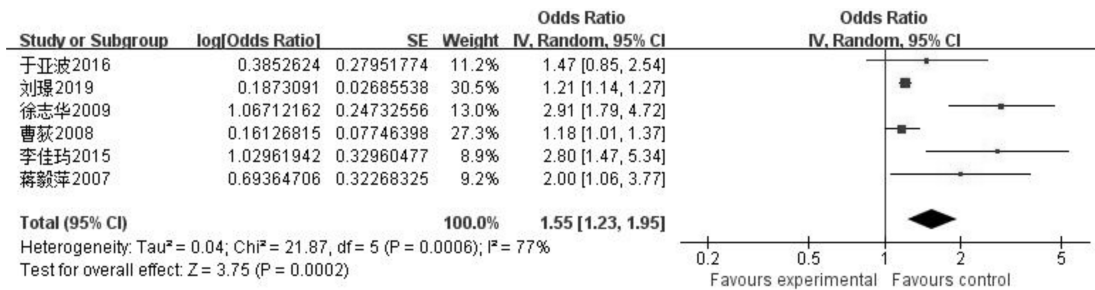 Odds Ratio Odds Ratio
Study or Subgroup log[Odds Ratio] SE Weight IV, Random, 95% CI IV, Random, 95% CI
于亚波2016 0.3852624 0.27951774 11.2% 1.47 [0.85, 2.54]
刘璟2019 0.1873091 0.02685538 30.5% 1.21 [1.14, 1.27]
徐志华2009 1.06712162 0.24732556 13.0% 2.91 [1.79, 4.72]
曹荻2008 0.16126815 0.07746398 27.3% 1.18 [1.01, 1.37]
李佳玙2015 1.02961942 0.32960477 8.9% 2.80 [1.47, 5.34]
蒋毅萍2007 0.69364706 0.32268325 9.2% 2.00 [1.06, 3.77]
Total (95% CI) 100.0% 1.55 [1.23, 1.95]
Heterogeneity: Tau² = 0.04; Chi² = 21.87, df = 5 (P = 0.0006); I² = 77%
Test for overall effect: Z = 3.75 (P = 0.0002)
0.2 0.5 1 2 5
Favours experimental Favours control